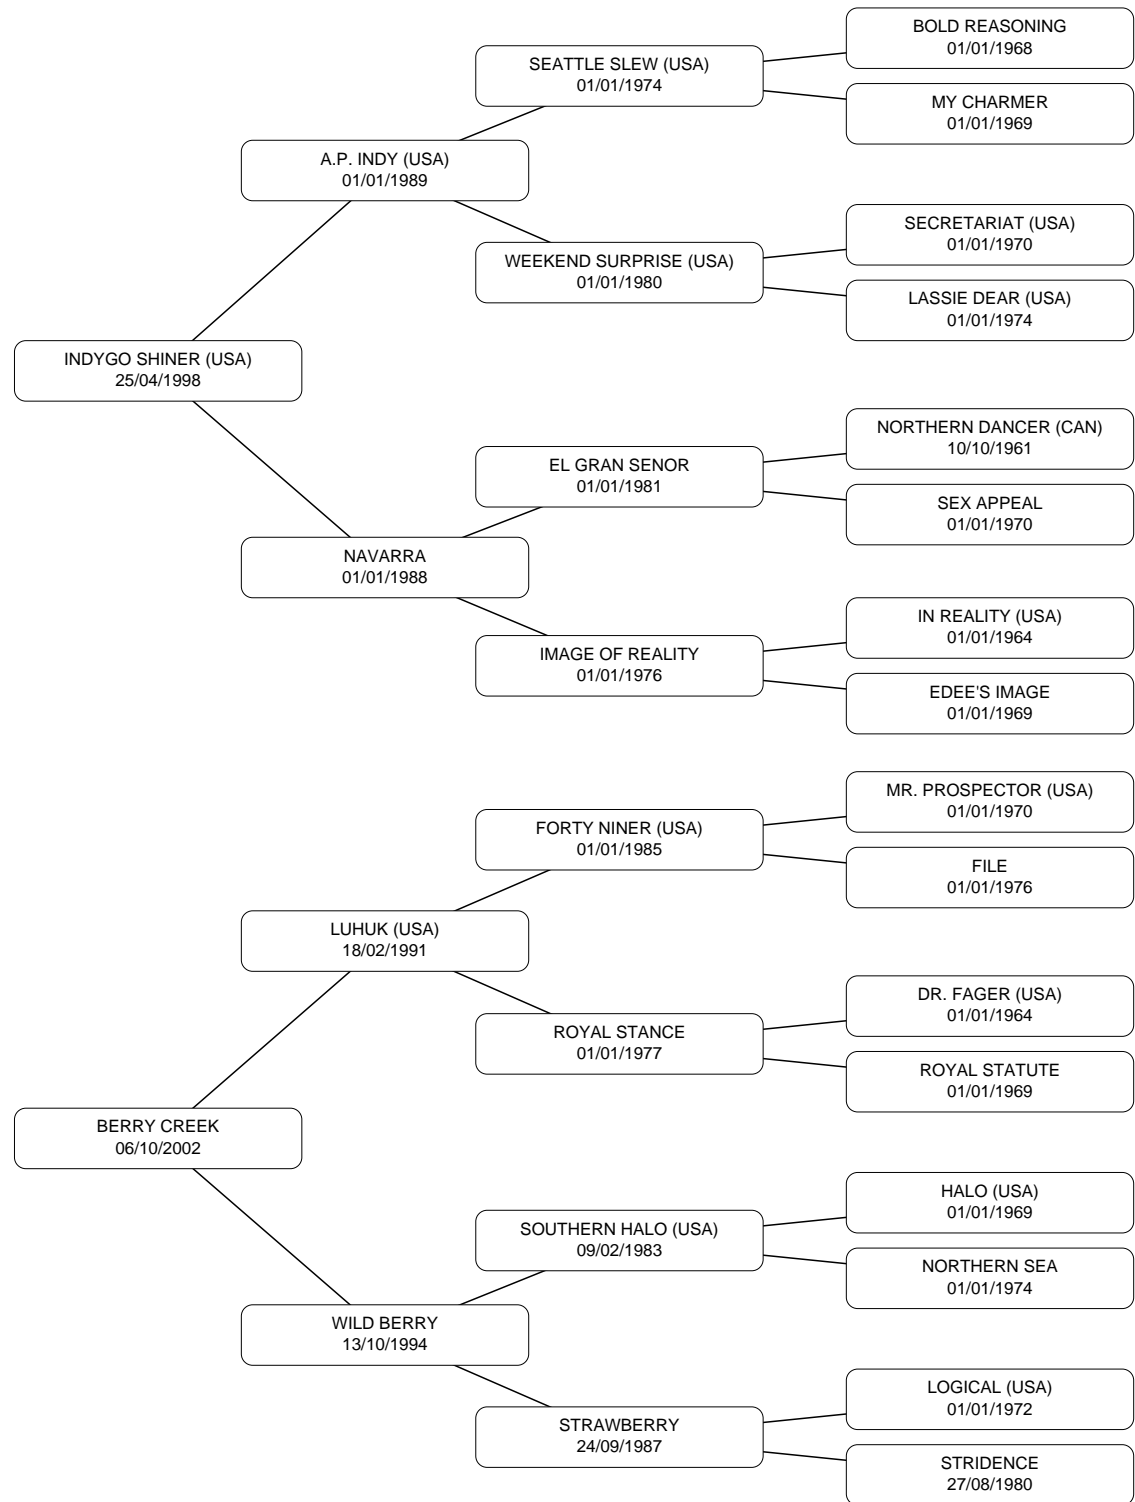 BOLD REASONING
01/01/1968
SEATTLE SLEW (USA)
01/01/1974
MY CHARMER
01/01/1969
A.P. INDY (USA)
01/01/1989
SECRETARIAT (USA)
01/01/1970
WEEKEND SURPRISE (USA)
01/01/1980
LASSIE DEAR (USA)
01/01/1974
INDYGO SHINER (USA)
25/04/1998
NORTHERN DANCER (CAN)
10/10/1961
EL GRAN SENOR
01/01/1981
SEX APPEAL
01/01/1970
NAVARRA
01/01/1988
IN REALITY (USA)
01/01/1964
IMAGE OF REALITY
01/01/1976
EDEE'S IMAGE
01/01/1969
MR. PROSPECTOR (USA)
01/01/1970
FORTY NINER (USA)
01/01/1985
FILE
01/01/1976
LUHUK (USA)
18/02/1991
DR. FAGER (USA)
01/01/1964
ROYAL STANCE
01/01/1977
ROYAL STATUTE
01/01/1969
BERRY CREEK
06/10/2002
HALO (USA)
01/01/1969
SOUTHERN HALO (USA)
09/02/1983
NORTHERN SEA
01/01/1974
WILD BERRY
13/10/1994
LOGICAL (USA)
01/01/1972
STRAWBERRY
24/09/1987
STRIDENCE
27/08/1980